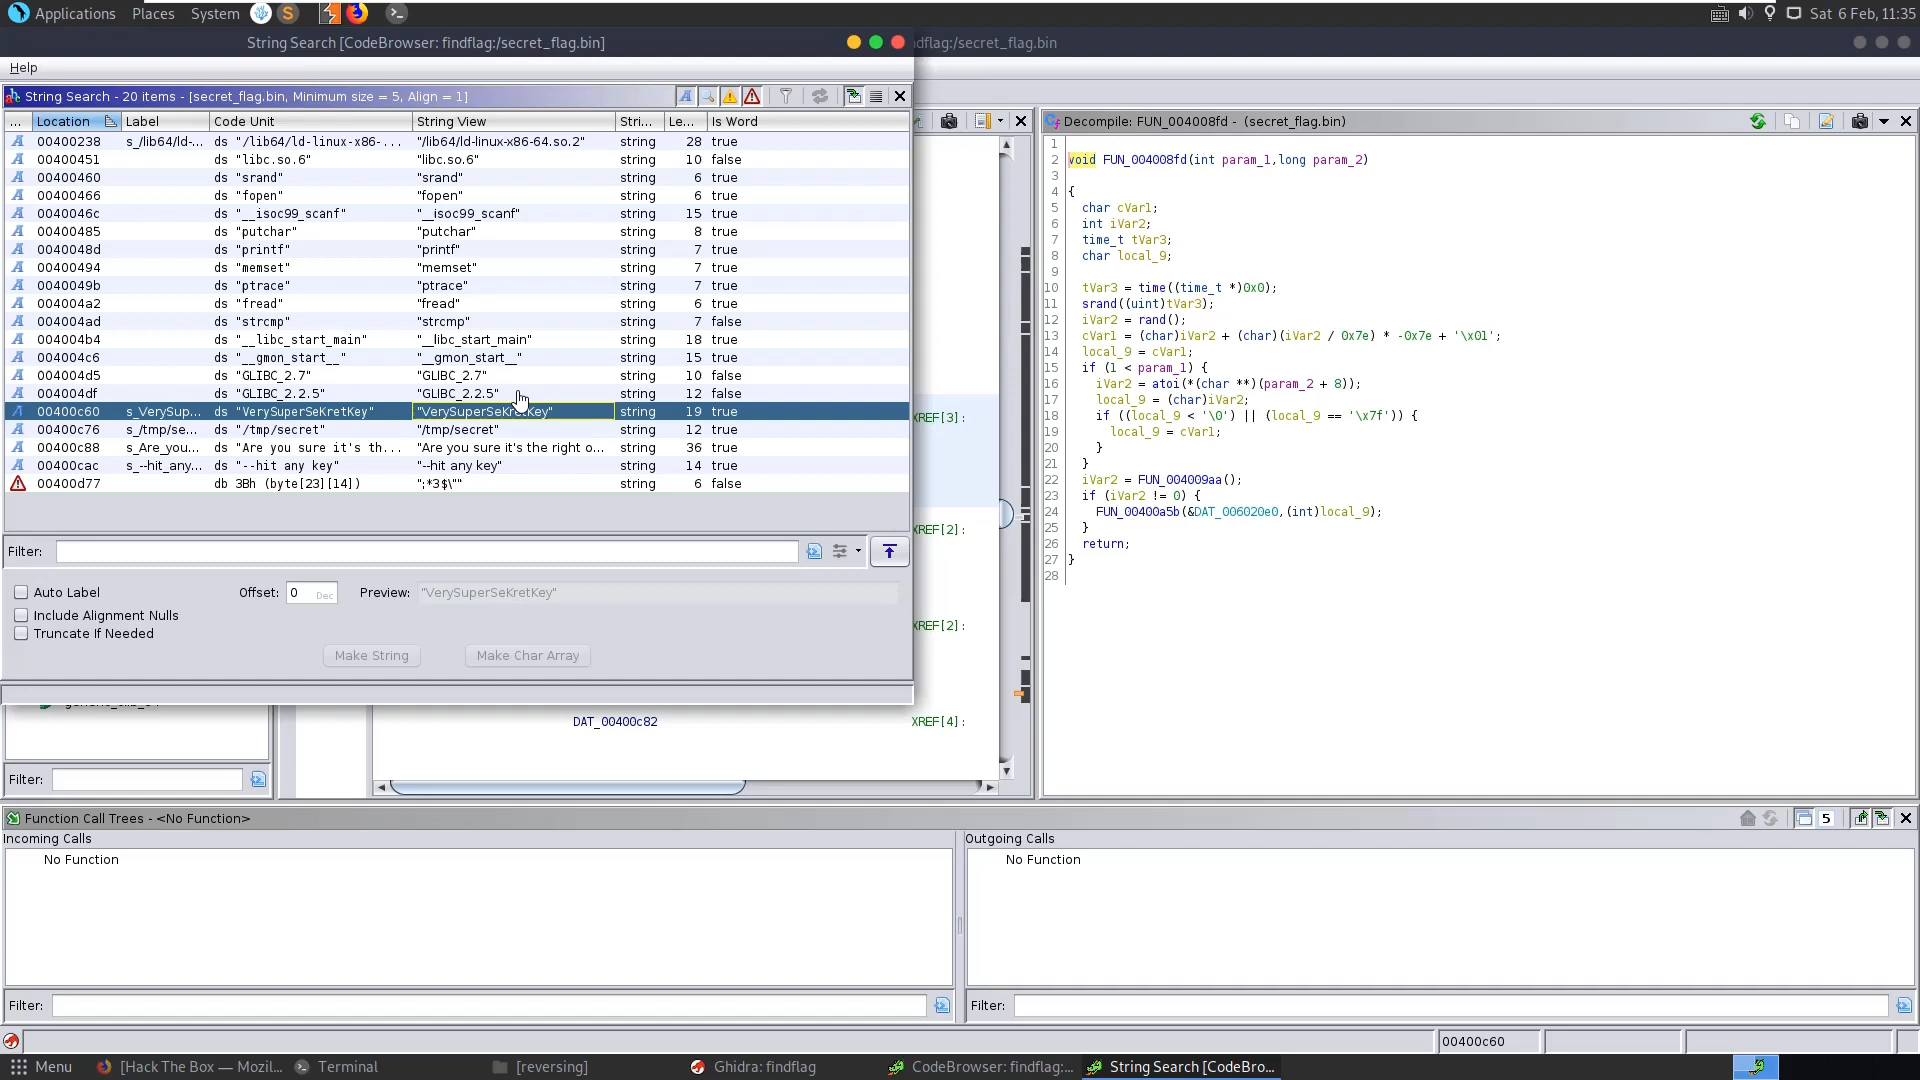 Applications Places System Sat 6 Feb, 11:35
String Search [CodeBrowser: findflag:/secret_flag.bin]
dflag:/secret_flag.bin
Help
String Search - 20 items - [secret_flag.bin, Minimum size = 5, Align = 1]
... Location Label Code Unit String View Stri... Le... Is Word
00400238 s_/lib64/ld-... ds "/lib64/ld-linux-x86-... "/lib64/ld-linux-x86-64.so.2" string 28 true
00400451 ds "libc.so.6" "libc.so.6" string 10 false
00400460 ds "srand" "srand" string 6 true
00400466 ds "fopen" "fopen" string 6 true
0040046c ds "__isoc99_scanf" "__isoc99_scanf" string 15 true
00400485 ds "putchar" "putchar" string 8 true
0040048d ds "printf" "printf" string 7 true
00400494 ds "memset" "memset" string 7 true
0040049b ds "ptrace" "ptrace" string 7 true
004004a2 ds "fread" "fread" string 6 true
004004ad ds "strcmp" "strcmp" string 7 false
004004b4 ds "__libc_start_main" "__libc_start_main" string 18 true
004004c6 ds "__gmon_start__" "__gmon_start__" string 15 true
004004d5 ds "GLIBC_2.7" "GLIBC_2.7" string 10 false
004004df ds "GLIBC_2.2.5" "GLIBC_2.2.5" string 12 false
00400c60 s_VerySup... ds "VerySuperSeKretKey" "VerySuperSeKretKey" string 19 true
00400c76 s_/tmp/se... ds "/tmp/secret" "/tmp/secret" string 12 true
00400c88 s_Are_you... ds "Are you sure it's th... "Are you sure it's the right o... string 36 true
00400cac s_--hit_any... ds "--hit any key" "--hit any key" string 14 true
00400d77 db 3Bh (byte[23][14]) ";*3$\"" string 6 false
Filter:
Auto Label Offset: 0 Dec Preview: "VerySuperSeKretKey"
Include Alignment Nulls
Truncate If Needed
Make String Make Char Array
XREF[3]:
XREF[2]:
XREF[2]:
DAT_00400c82 XREF[4]:
Filter:
Decompile: FUN_004008fd - (secret_flag.bin)
1
2 void FUN_004008fd(int param_1,long param_2)
3
4 {
5 char cVar1;
6 int iVar2;
7 time_t tVar3;
8 char local_9;
9
10 tVar3 = time((time_t *)0x0);
11 srand((uint)tVar3);
12 iVar2 = rand();
13 cVar1 = (char)iVar2 + (char)(iVar2 / 0x7e) * -0x7e + '\x01';
14 local_9 = cVar1;
15 if (1 < param_1) {
16 iVar2 = atoi(*(char **)(param_2 + 8));
17 local_9 = (char)iVar2;
18 if ((local_9 < '\0') || (local_9 == '\x7f')) {
19 local_9 = cVar1;
20 }
21 }
22 iVar2 = FUN_004009aa();
23 if (iVar2 != 0) {
24 FUN_00400a5b(&DAT_006020e0,(int)local_9);
25 }
26 return;
27 }
28
Function Call Trees - <No Function> 5
Incoming Calls
No Function
Outgoing Calls
No Function
Filter:
Filter:
00400c60
Menu [Hack The Box — Mozil... Terminal [reversing] Ghidra: findflag CodeBrowser: findflag:... String Search [CodeBro...